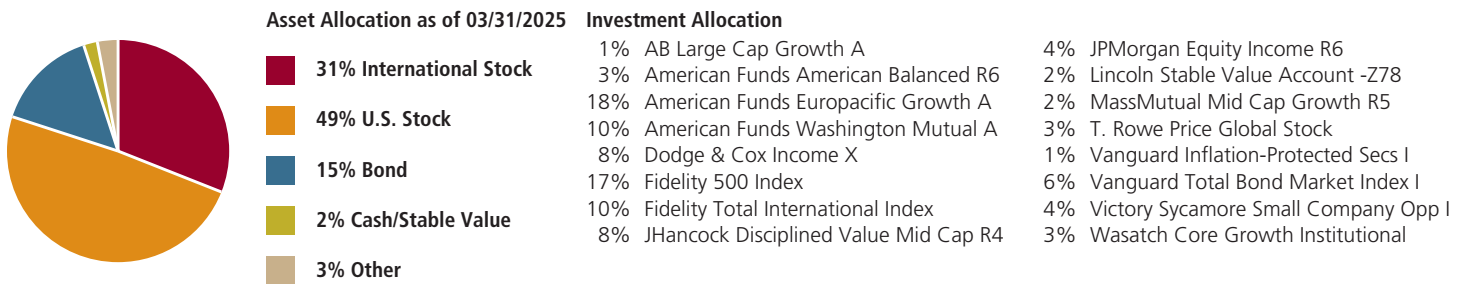 Asset Allocation as of 03/31/2025
31% International Stock
49% U.S. Stock
15% Bond
2% Cash/Stable Value
3% Other
Investment Allocation
1% AB Large Cap Growth A
3% American Funds American Balanced R6
18% American Funds Europacific Growth A
10% American Funds Washington Mutual A
8% Dodge & Cox Income X
17% Fidelity 500 Index
10% Fidelity Total International Index
8% JHancock Disciplined Value Mid Cap R4
4% JPMorgan Equity Income R6
2% Lincoln Stable Value Account -Z78
2% MassMutual Mid Cap Growth R5
3% T. Rowe Price Global Stock
1% Vanguard Inflation-Protected Secs I
6% Vanguard Total Bond Market Index I
4% Victory Sycamore Small Company Opp I
3% Wasatch Core Growth Institutional